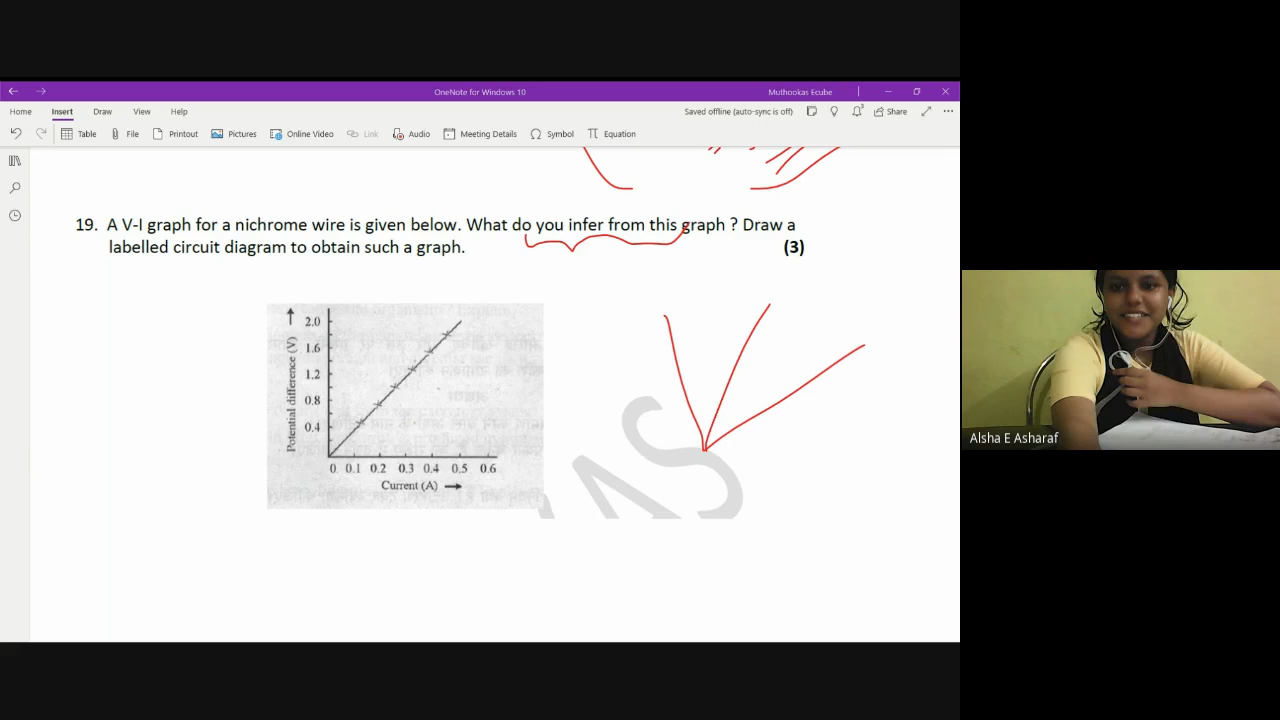 OneNote for Windows 10
Muthookas Ecube
Home Insert Draw View Help
Saved offline (auto-sync is off)
3
Share
Table File Printout Pictures Online Video Link Audio Meeting Details Symbol Equation
19. A V-I graph for a nichrome wire is given below. What do you infer from this graph ? Draw a
labelled circuit diagram to obtain such a graph. (3)
Potential difference (V)
2.0
1.6
1.2
0.8
0.4
0 0.1 0.2 0.3 0.4 0.5 0.6
Current (A)
Alsha E Asharaf